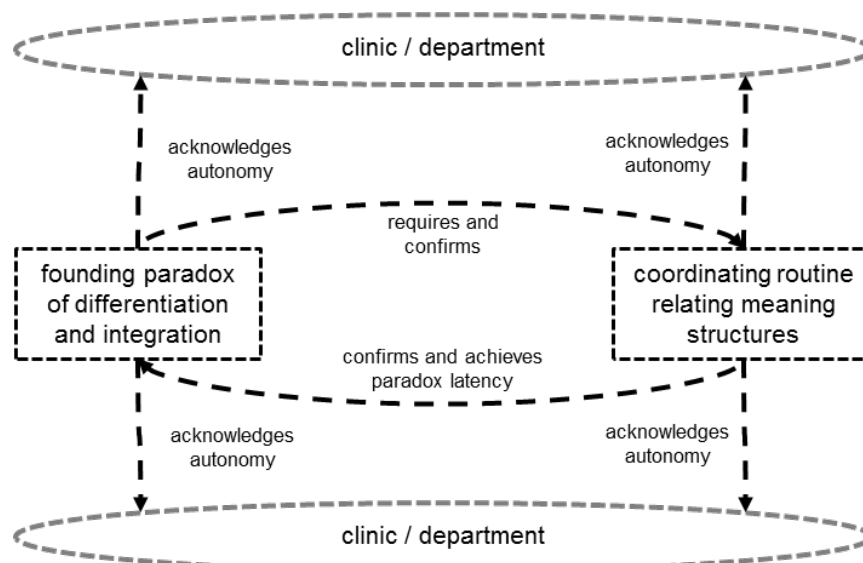 clinic / department
acknowledges
autonomy
acknowledges
autonomy
requires and
confirms
founding paradox
of differentiation
and integration
coordinating routine
relating meaning
structures
confirms and achieves
paradox latency
acknowledges
autonomy
acknowledges
autonomy
clinic / department